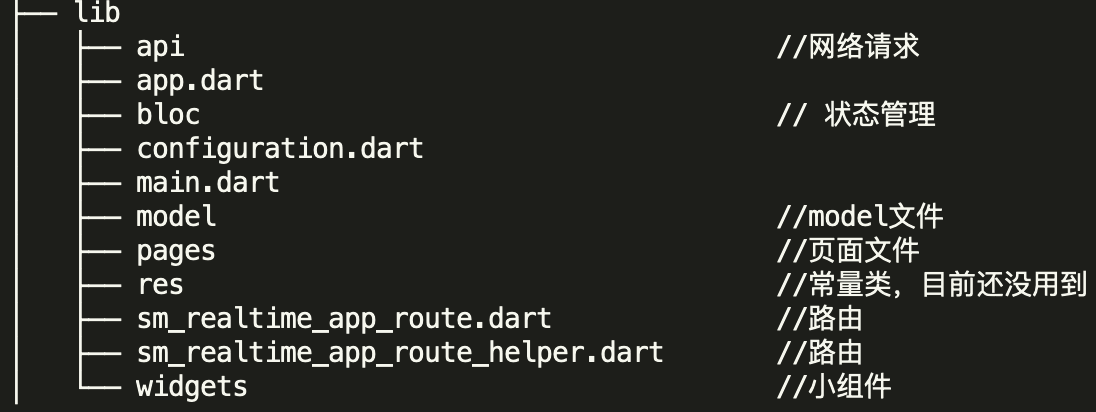 ├── lib
│   ├── api                                        //网络请求
│   ├── app.dart
│   ├── bloc                                       // 状态管理
│   ├── configuration.dart
│   ├── main.dart
│   ├── model                                      //model文件
│   ├── pages                                      //页面文件
│   ├── res                                        //常量类，目前还没用到
│   ├── sm_realtime_app_route.dart                 //路由
│   ├── sm_realtime_app_route_helper.dart          //路由
│   └── widgets                                    //小组件